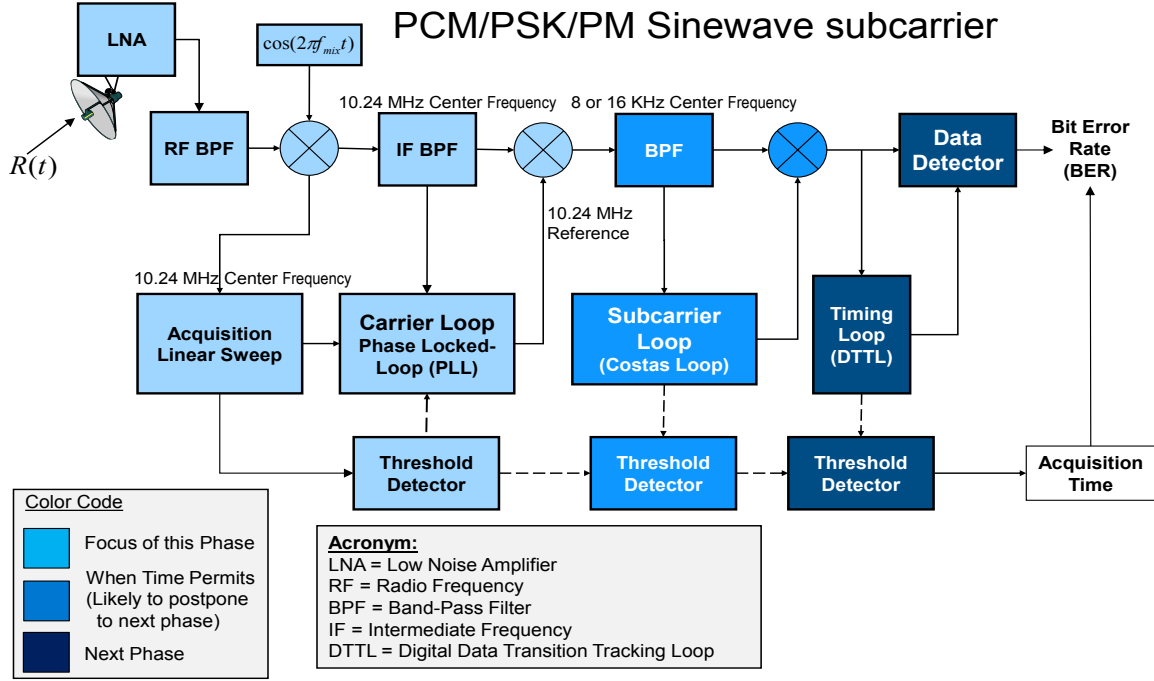 PCM/PSK/PM Sinewave subcarrier
LNA
cos(2πf_mix t)
10.24 MHz Center Frequency
8 or 16 KHz Center Frequency
R(t)
RF BPF
IF BPF
BPF
Data
Detector
Bit Error
Rate
(BER)
10.24 MHz
Reference
10.24 MHz Center Frequency
Acquisition
Linear Sweep
Carrier Loop
Phase Locked-
Loop (PLL)
Subcarrier
Loop
(Costas Loop)
Timing
Loop
(DTTL)
Threshold
Detector
Threshold
Detector
Threshold
Detector
Acquisition
Time
Color Code
Focus of this Phase
When Time Permits
(Likely to postpone
to next phase)
Next Phase
Acronym:
LNA = Low Noise Amplifier
RF = Radio Frequency
BPF = Band-Pass Filter
IF = Intermediate Frequency
DTTL = Digital Data Transition Tracking Loop